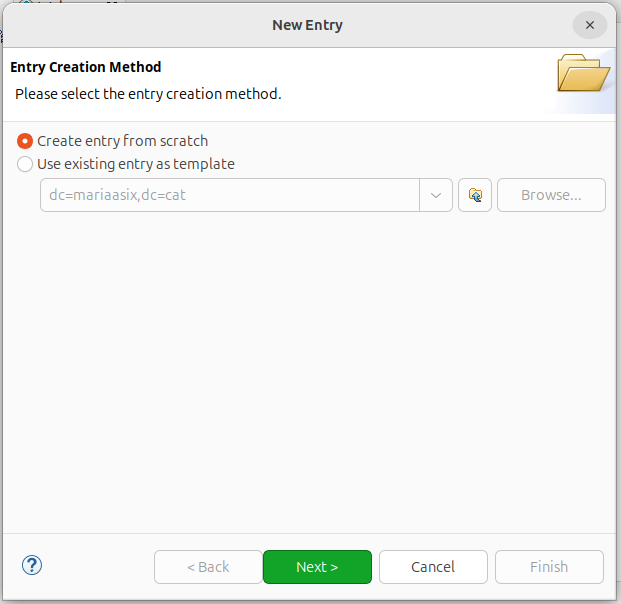 New Entry
Entry Creation Method
Please select the entry creation method.
Create entry from scratch
Use existing entry as template
dc=mariaasix,dc=cat
Browse...
?
< Back
Next >
Cancel
Finish